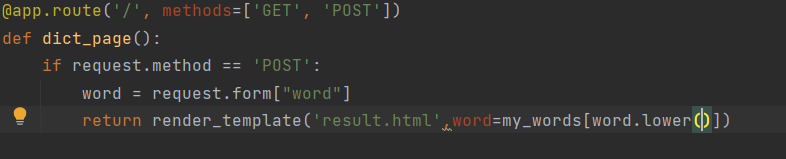 @app.route('/', methods=['GET', 'POST'])
def dict_page():
    if request.method == 'POST':
        word = request.form["word"]
        return render_template('result.html',word=my_words[word.lower()])